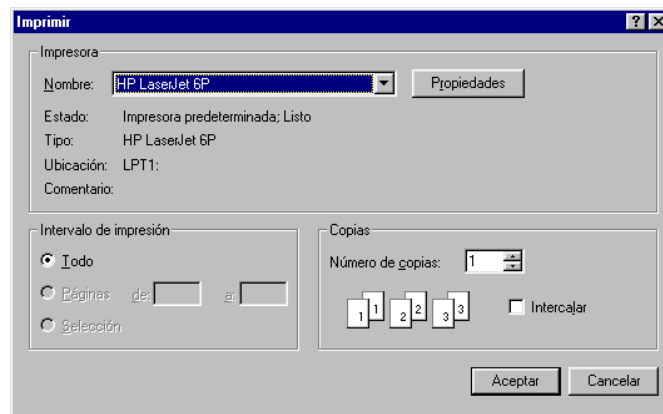 Imprimir
Impresora
Nombre: HP LaserJet 6P Propiedades
Estado: Impresora predeterminada; Listo
Tipo: HP LaserJet 6P
Ubicación: LPT1:
Comentario:
Intervalo de impresión
Todo
Páginas de: a:
Selección
Copias
Número de copias: 1
1 1 2 2 3 3 Intercalar
Aceptar Cancelar